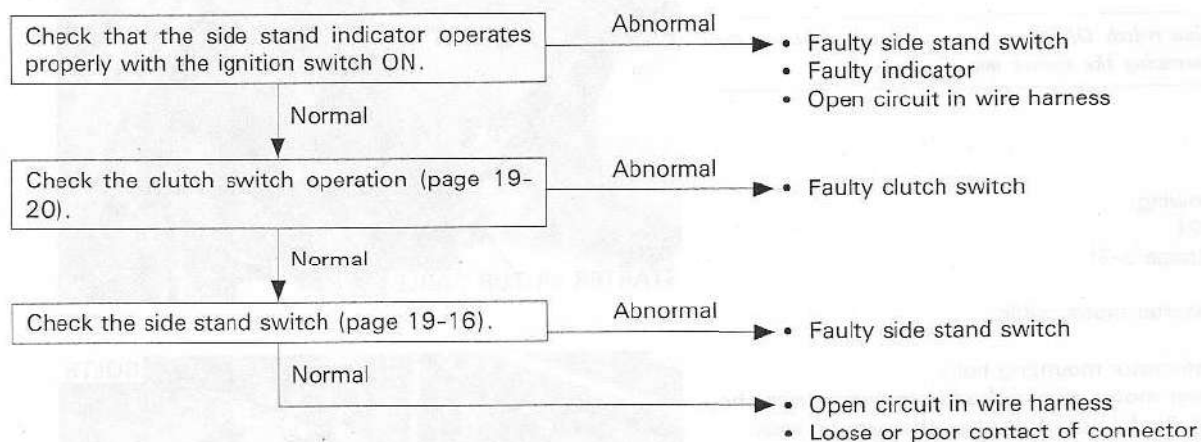 Check that the side stand indicator operates
properly with the ignition switch ON.
Abnormal
• Faulty side stand switch
• Faulty indicator
• Open circuit in wire harness
Normal
Check the clutch switch operation (page 19-
20).
Abnormal
• Faulty clutch switch
Normal
Check the side stand switch (page 19-16).
Abnormal
• Faulty side stand switch
Normal
• Open circuit in wire harness
• Loose or poor contact of connector